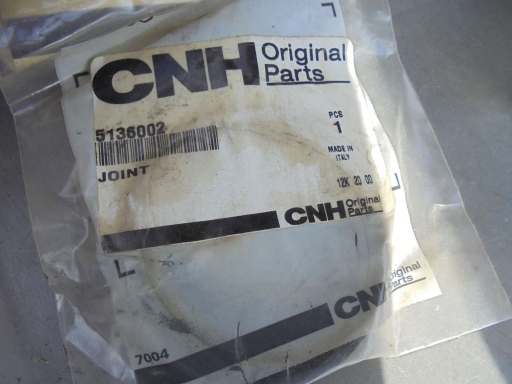 CNH Original
Parts
5136002
PCS
1
JOINT
MADE IN
ITALY
12K 20 00
CNH Original
Parts
CNH Original
Parts
7004